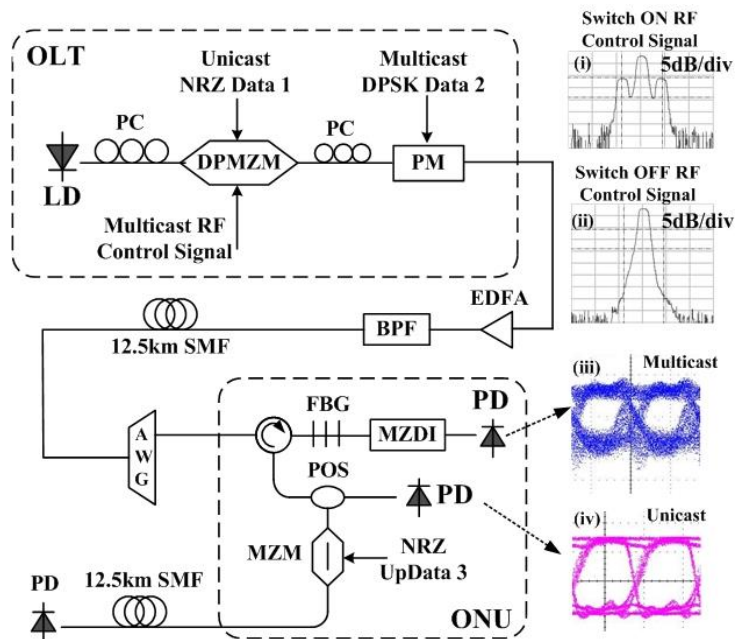 OLT
Unicast
NRZ Data 1
Multicast
DPSK Data 2
PC
PC
LD
DPMZM
PM
Multicast RF
Control Signal
Switch ON RF
Control Signal
(i)
5dB/div
Switch OFF RF
Control Signal
(ii)
5dB/div
EDFA
BPF
12.5km SMF
AWG
FBG
MZDI
PD
POS
PD
MZM
NRZ
UpData 3
ONU
PD
12.5km SMF
(iii)
Multicast
(iv)
Unicast